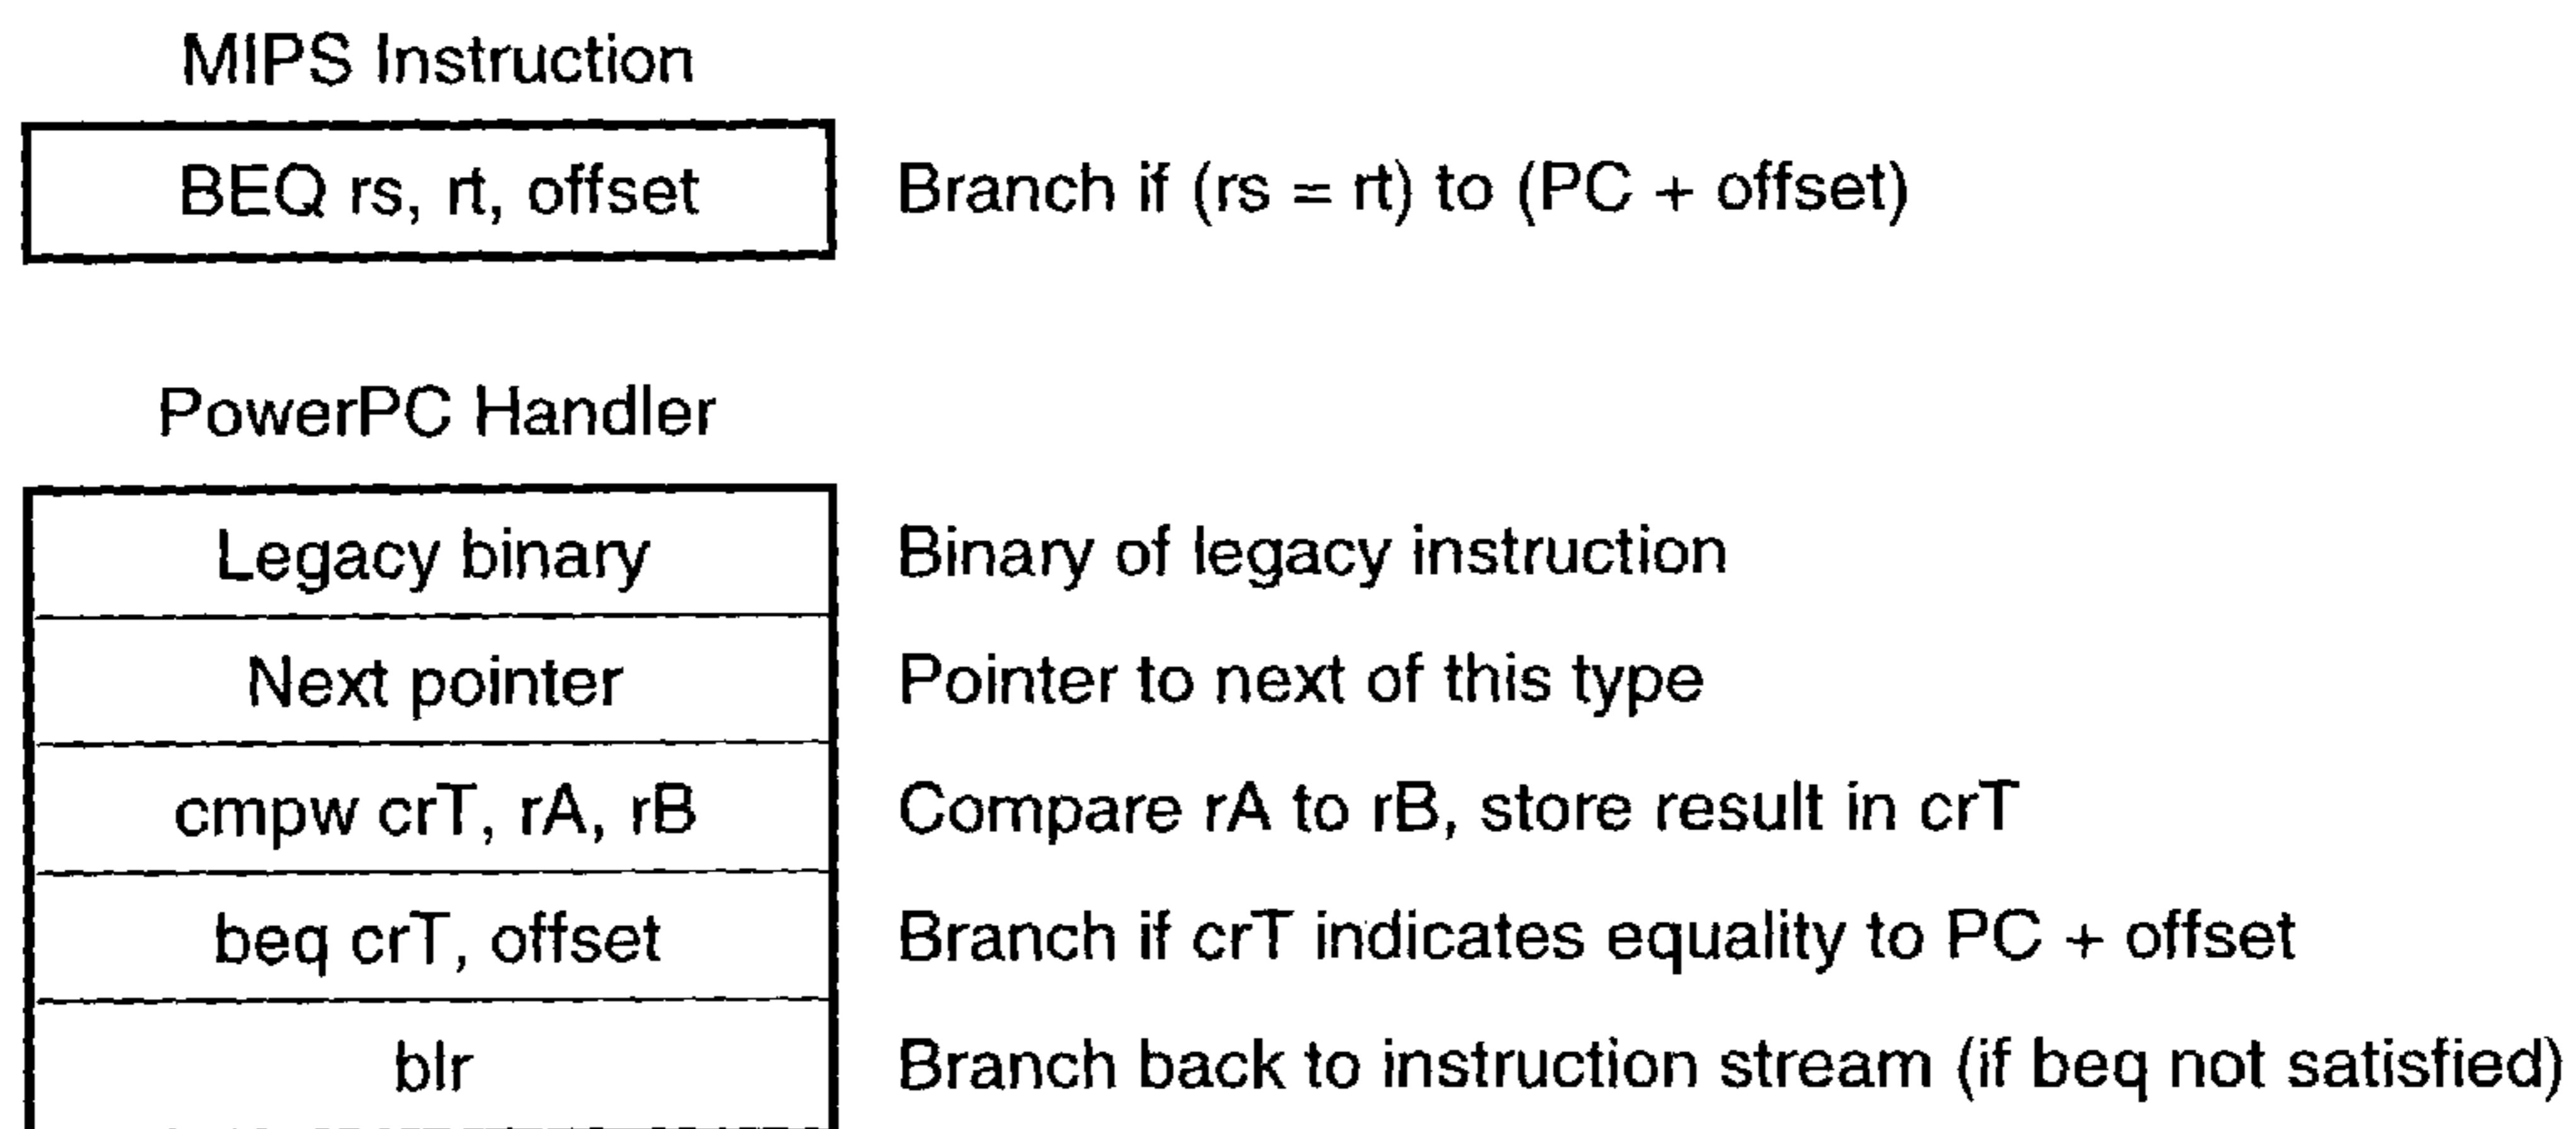 MIPS Instruction
BEQ rs, rt, offset Branch if (rs = rt) to (PC + offset)
PowerPC Handler
Legacy binary Binary of legacy instruction
Next pointer Pointer to next of this type
cmpw crT, rA, rB Compare rA to rB, store result in crT
beq crT, offset Branch if crT indicates equality to PC + offset
blr Branch back to instruction stream (if beq not satisfied)